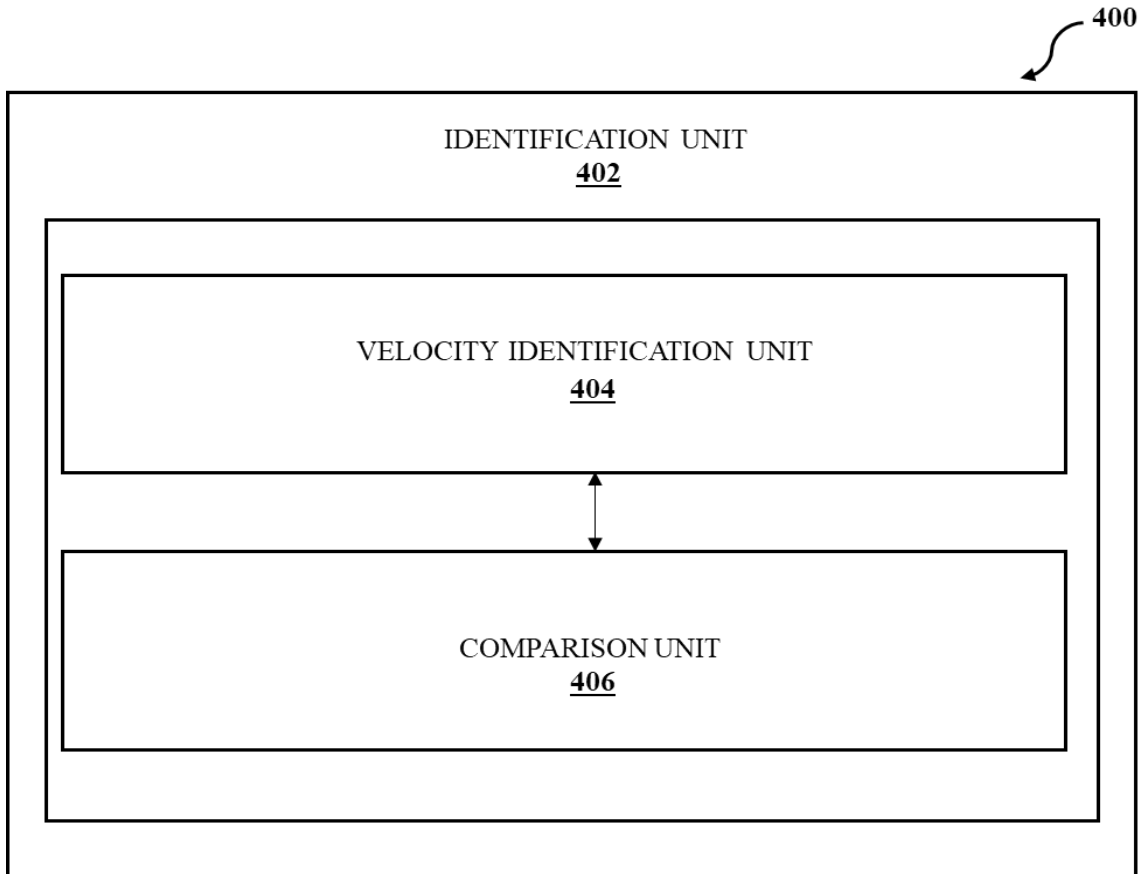 400
IDENTIFICATION UNIT
402
VELOCITY IDENTIFICATION UNIT
404
COMPARISON UNIT
406